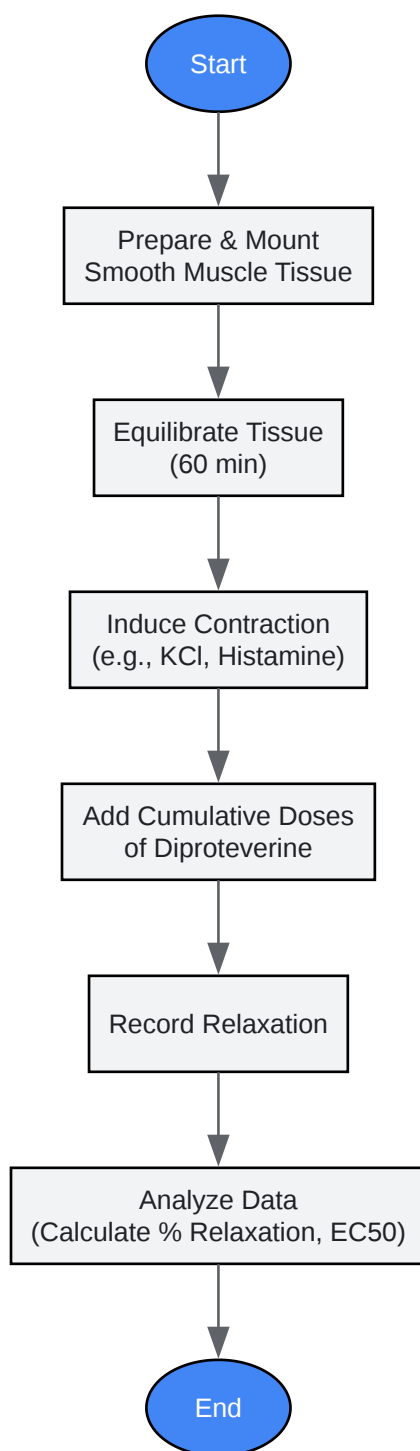 Start
Prepare & Mount
Smooth Muscle Tissue
Equilibrate Tissue
(60 min)
Induce Contraction
(e.g., KCl, Histamine)
Add Cumulative Doses
of Diproteverine
Record Relaxation
Analyze Data
(Calculate % Relaxation, EC50)
End